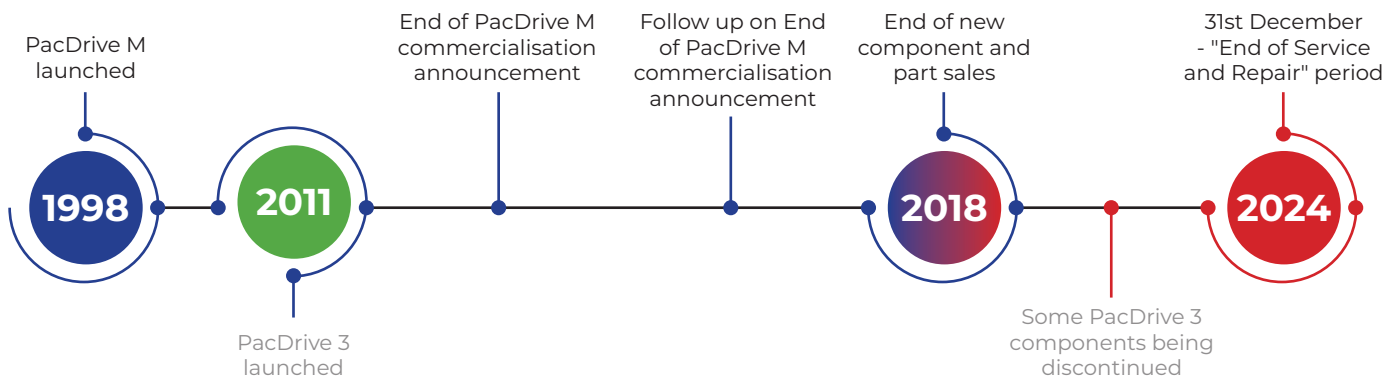 PacDrive M
launched
1998
2011
PacDrive 3
launched
End of PacDrive M
commercialisation
announcement
Follow up on End
of PacDrive M
commercialisation
announcement
End of new
component and
part sales
2018
Some PacDrive 3
components being
discontinued
31st December
- "End of Service
and Repair" period
2024